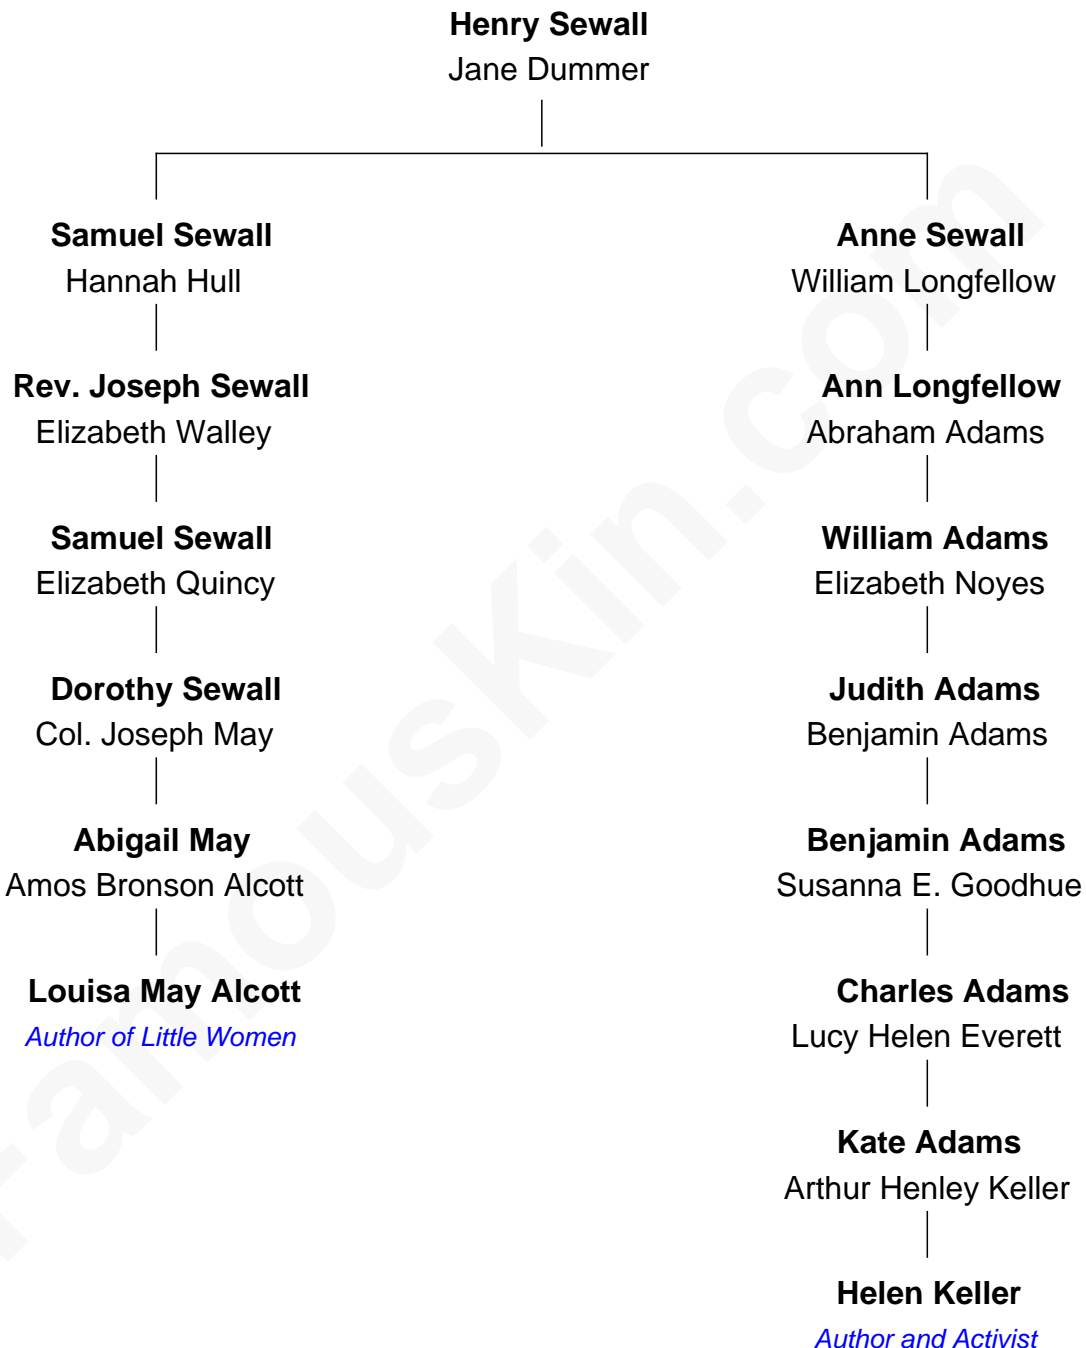 Henry Sewall
Jane Dummer
Samuel Sewall
Hannah Hull
Rev. Joseph Sewall
Elizabeth Walley
Samuel Sewall
Elizabeth Quincy
Dorothy Sewall
Col. Joseph May
Abigail May
Amos Bronson Alcott
Louisa May Alcott
Author of Little Women
Anne Sewall
William Longfellow
Ann Longfellow
Abraham Adams
William Adams
Elizabeth Noyes
Judith Adams
Benjamin Adams
Benjamin Adams
Susanna E. Goodhue
Charles Adams
Lucy Helen Everett
Kate Adams
Arthur Henley Keller
Helen Keller
Author and Activist
FamousKin.com